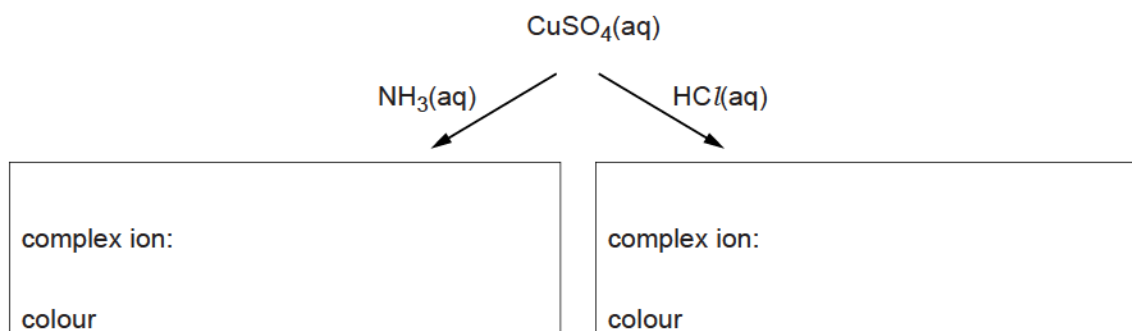 CuSO₄(aq)
NH₃(aq)
HCl(aq)
complex ion:
complex ion:
colour
colour